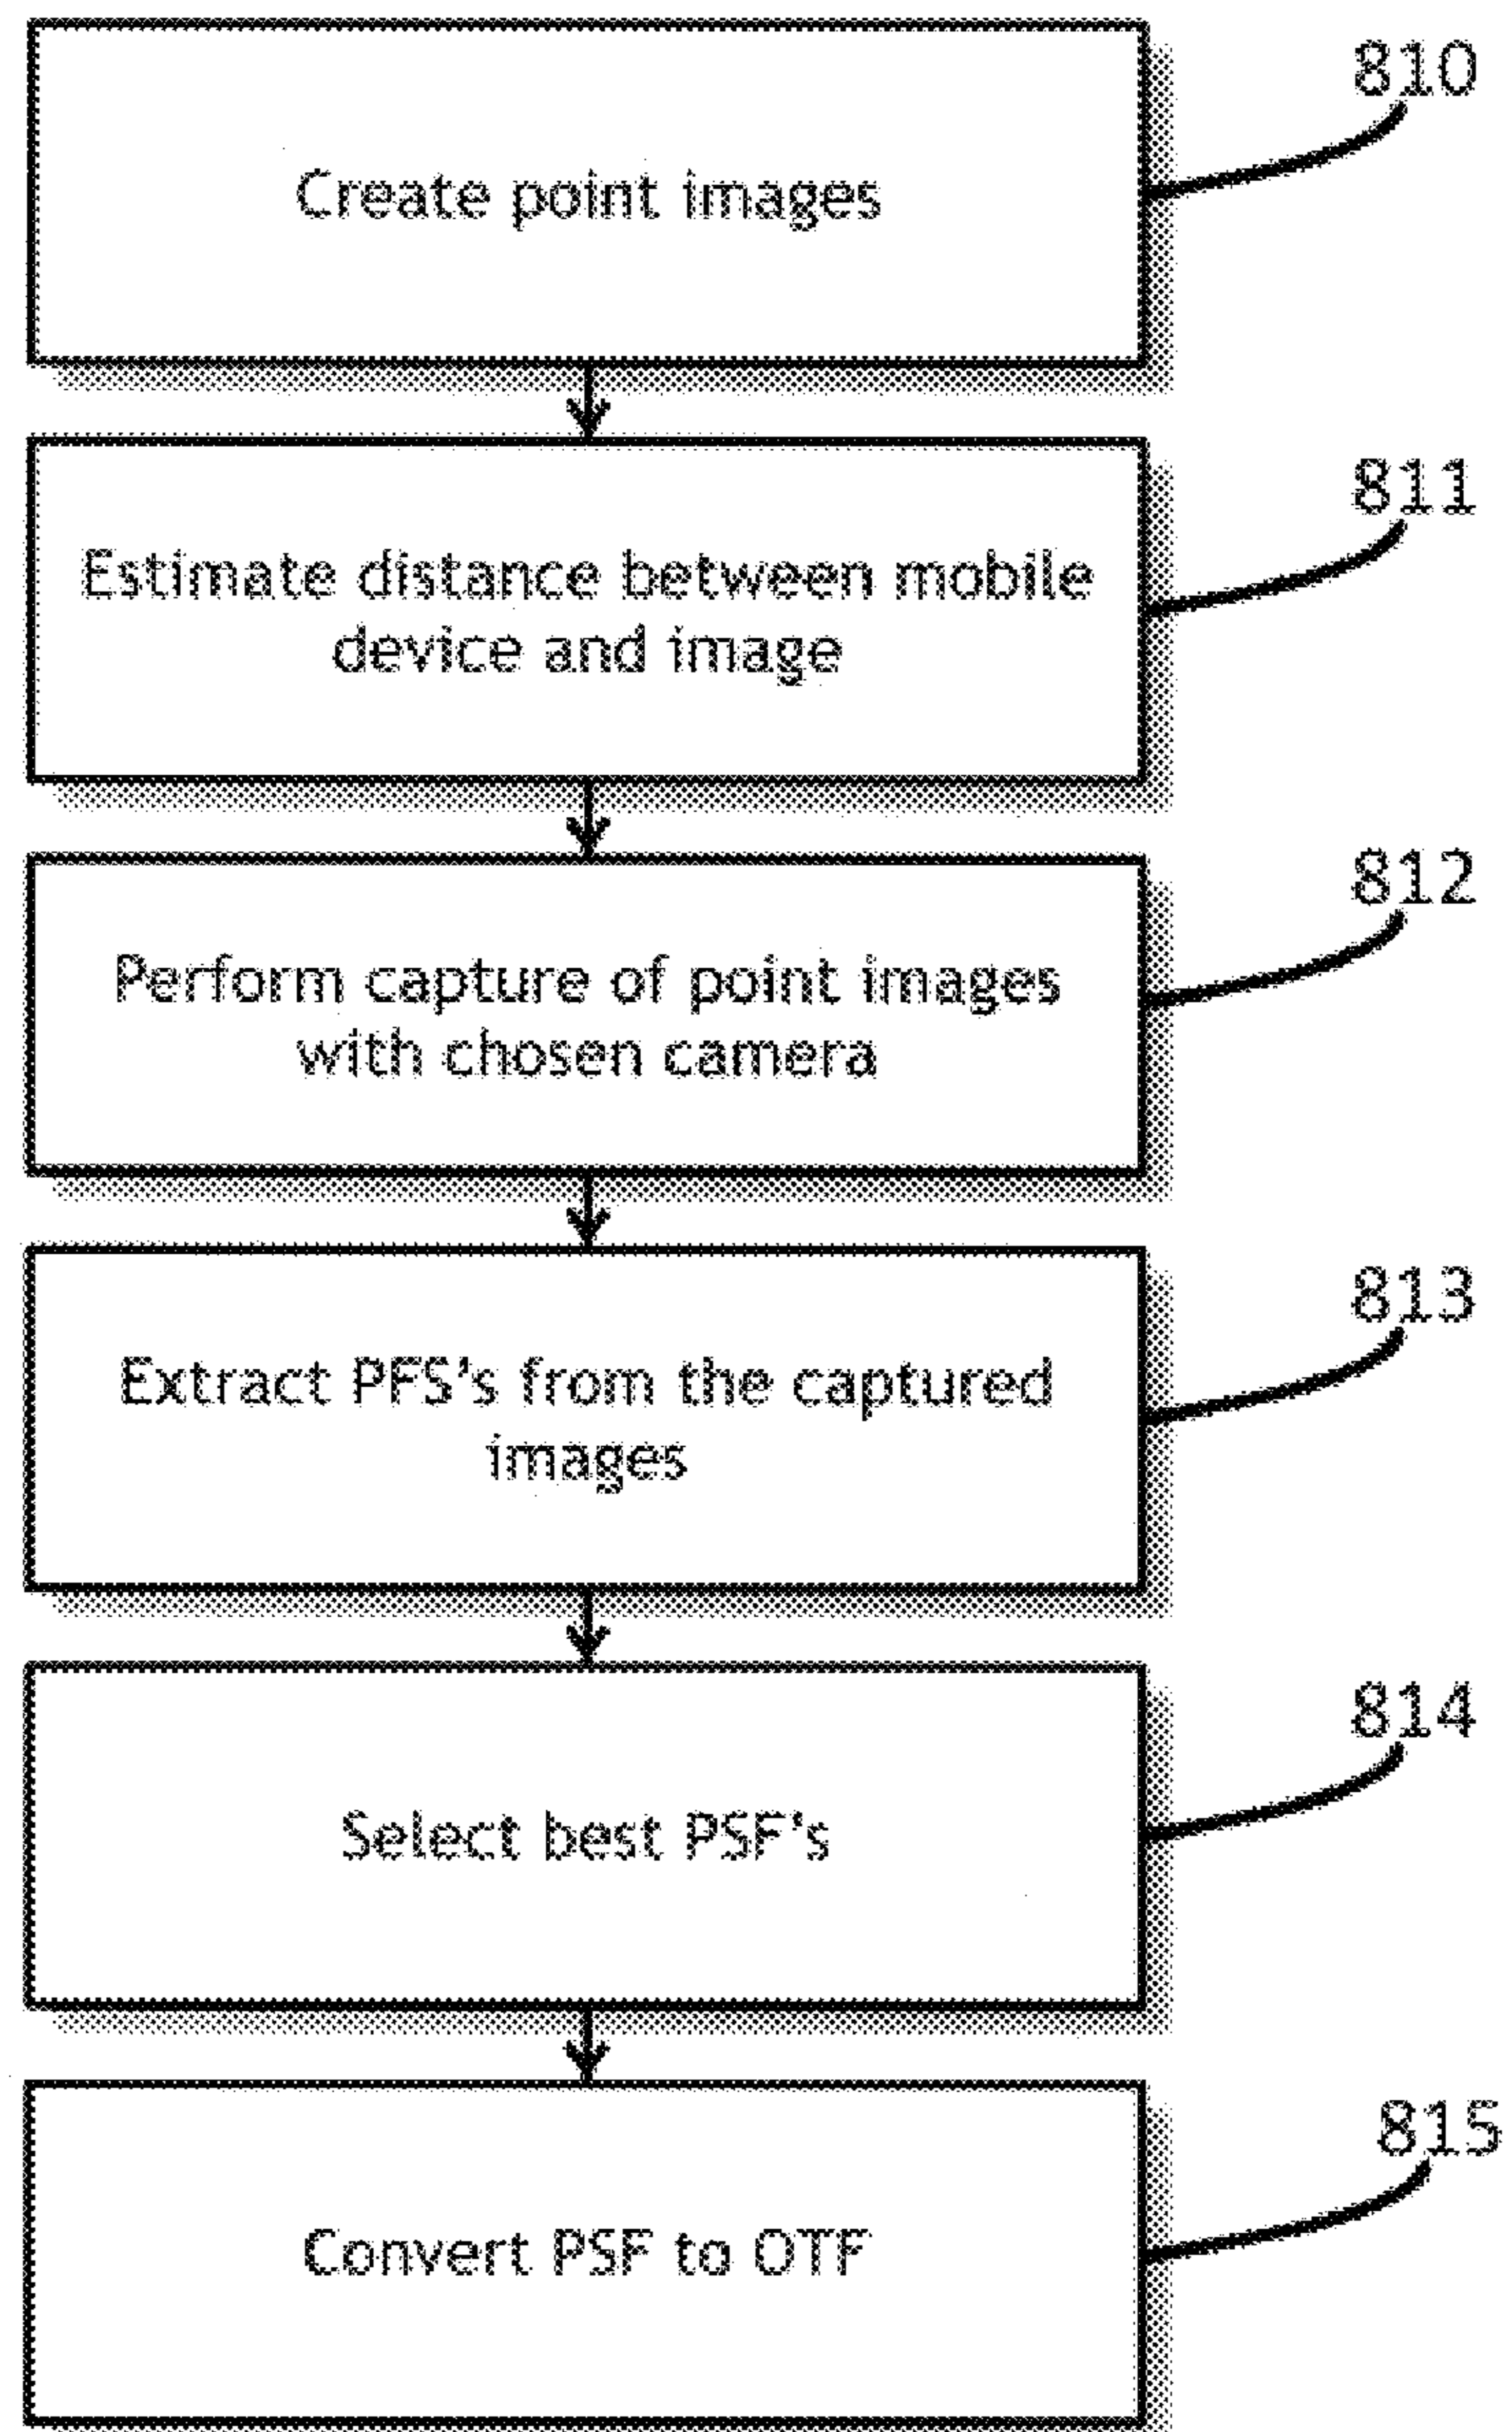 810
Create point images
811
Estimate distance between mobile
device and image
812
Perform capture of point images
with chosen camera
813
Extract PFS's from the captured
images
814
Select best PSF's
815
Convert PSF to OTF